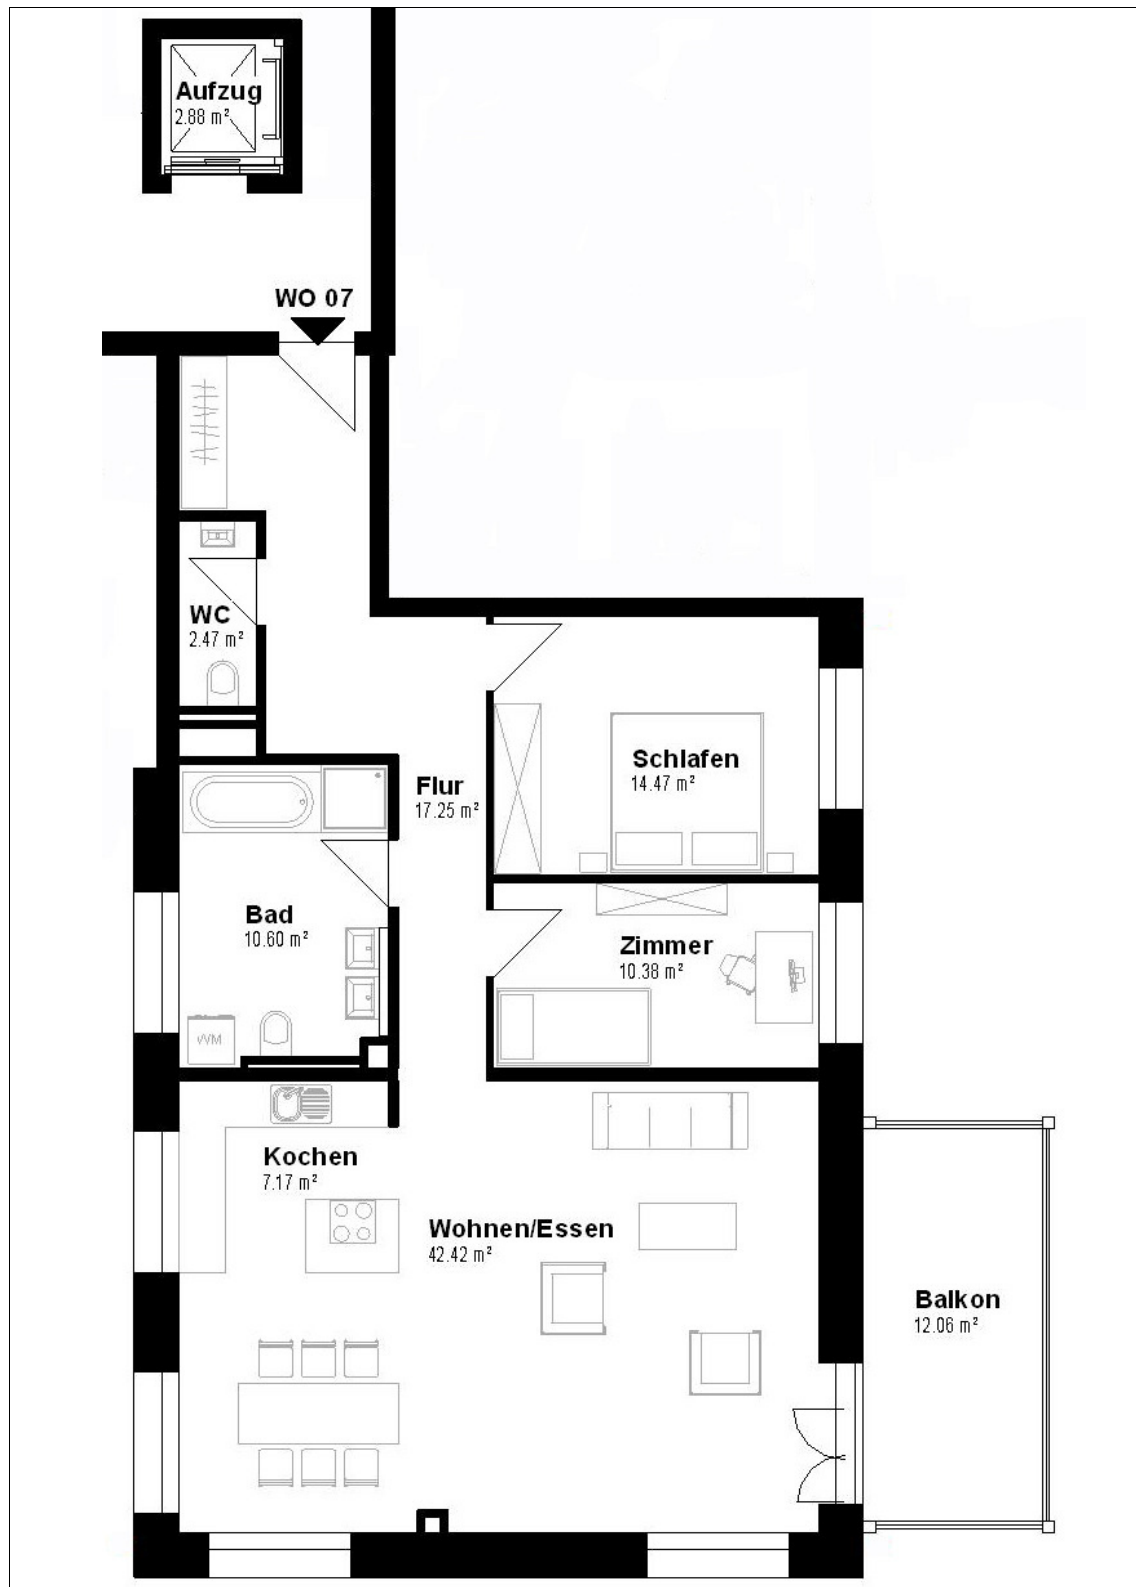 Aufzug
2.88 m²
WO 07
WC
2.47 m²
Schlafen
14.47 m²
Flur
17.25 m²
Bad
10.60 m²
Zimmer
10.38 m²
WM
Kochen
7.17 m²
Wohnen/Essen
42.42 m²
Balkon
12.06 m²